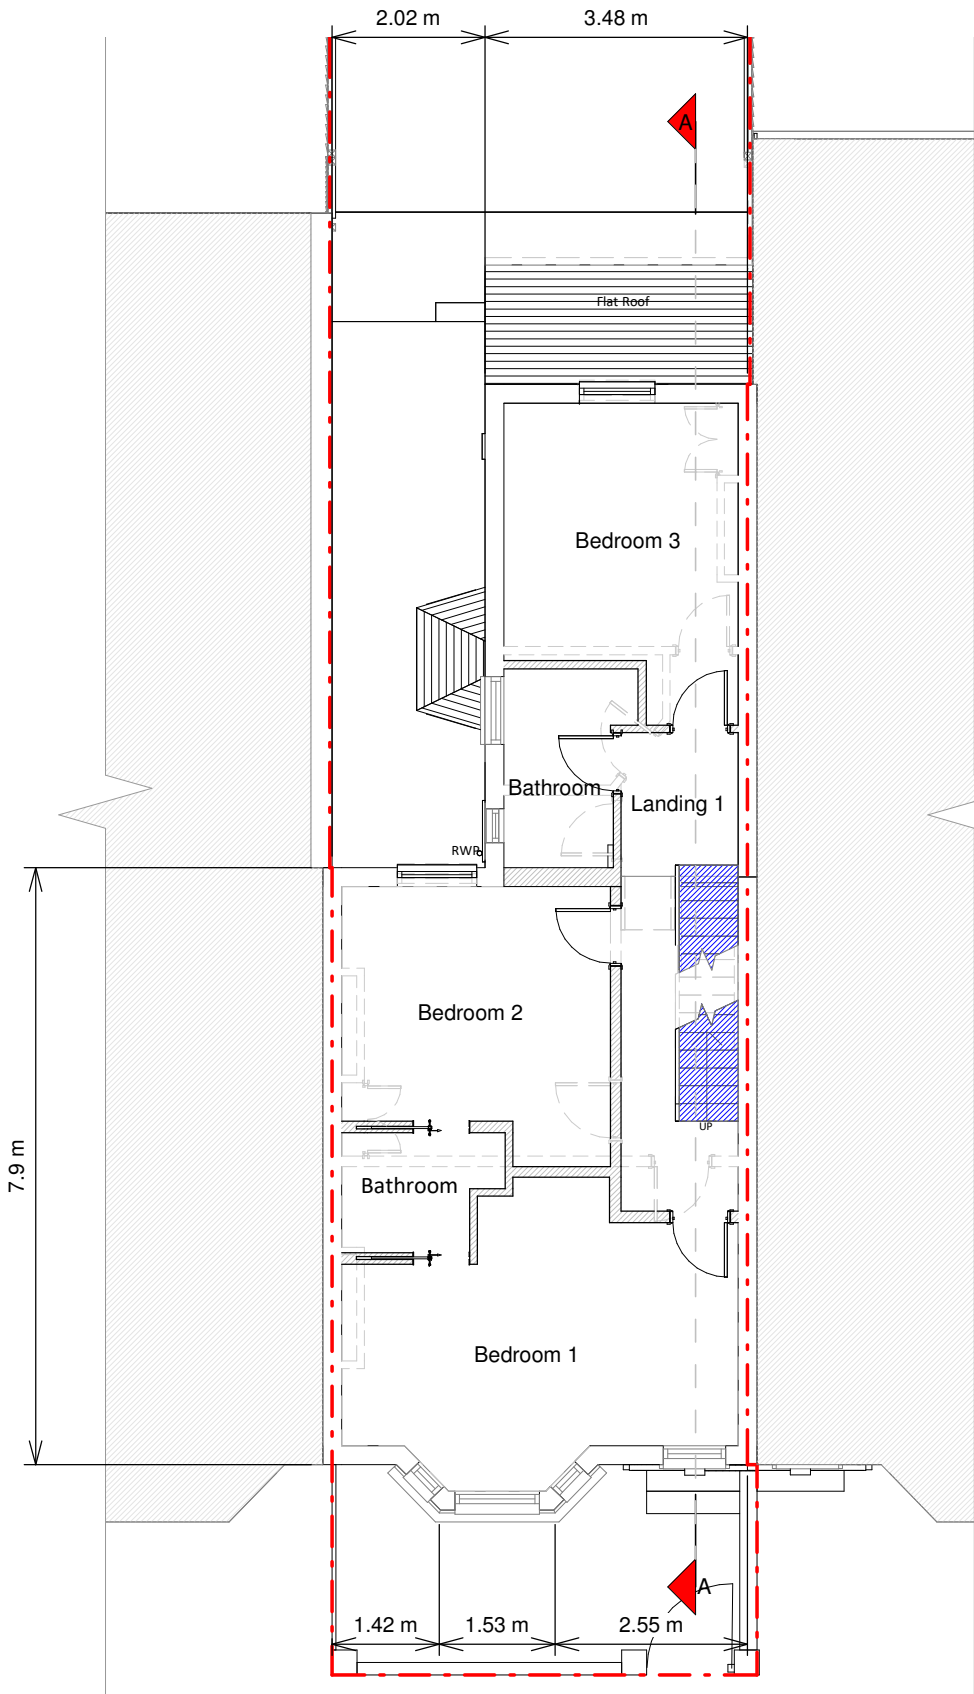 2.02 m
3.48 m
A
Flat Roof
Bedroom 3
Bathroom
Landing 1
RWP
Bedroom 2
UP
7.9 m
Bathroom
Bedroom 1
A
1.42 m
1.53 m
2.55 m